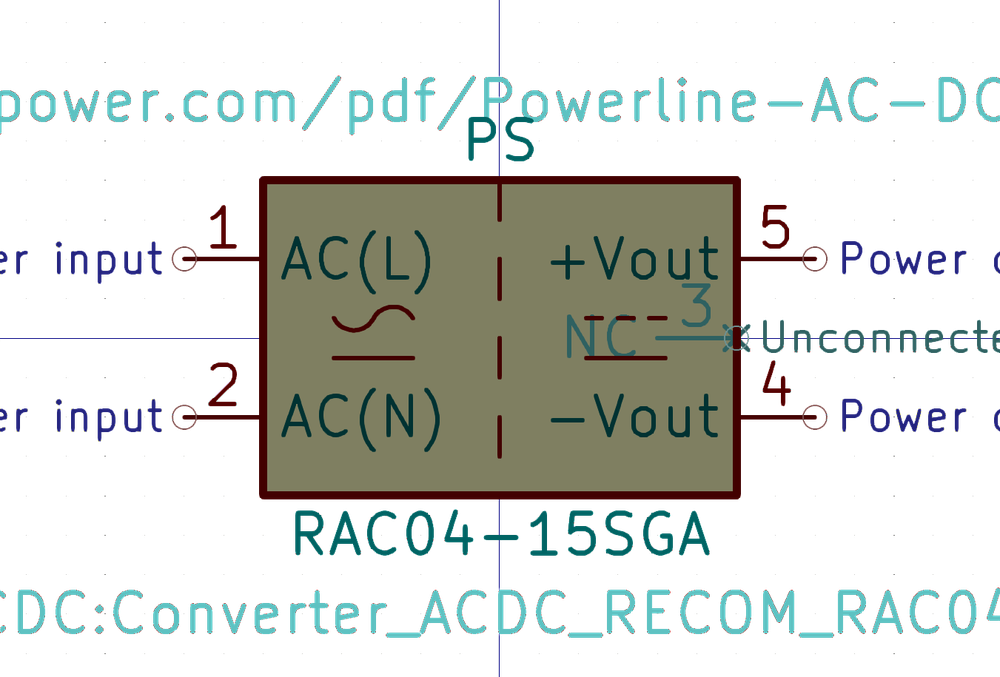 power.com/pdf/Powerline-AC-DC
PS
1 5
er input AC(L) +Vout Power o
3
NC Unconnecte
2 4
er input AC(N) -Vout Power o
RAC04-15SGA
CDC:Converter_ACDC_RECOM_RAC04